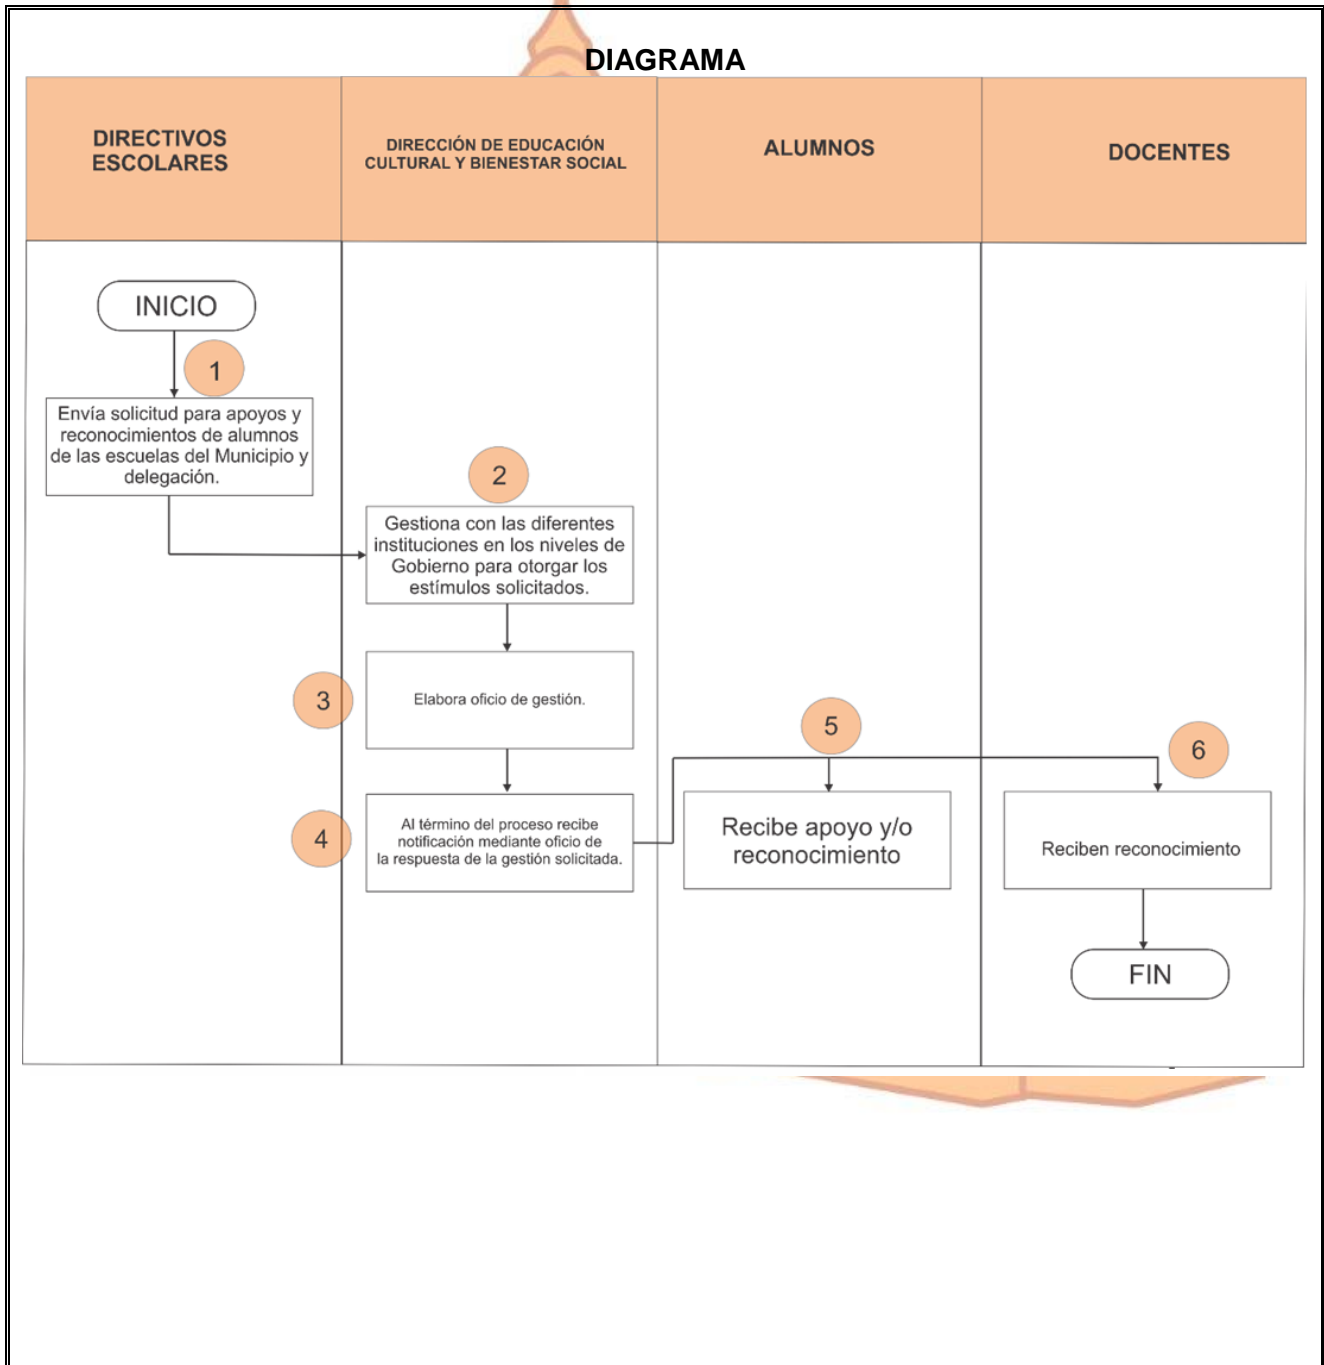 DIAGRAMA
DIRECTIVOS
ESCOLARES
DIRECCIÓN DE EDUCACIÓN
CULTURAL Y BIENESTAR SOCIAL
ALUMNOS
DOCENTES
INICIO
1
Envía solicitud para apoyos y
reconocimientos de alumnos
de las escuelas del Municipio y
delegación.
2
Gestiona con las diferentes
instituciones en los niveles de
Gobierno para otorgar los
estímulos solicitados.
3
Elabora oficio de gestión.
4
Al término del proceso recibe
notificación mediante oficio de
la respuesta de la gestión solicitada.
5
Recibe apoyo y/o
reconocimiento
6
Reciben reconocimiento
FIN